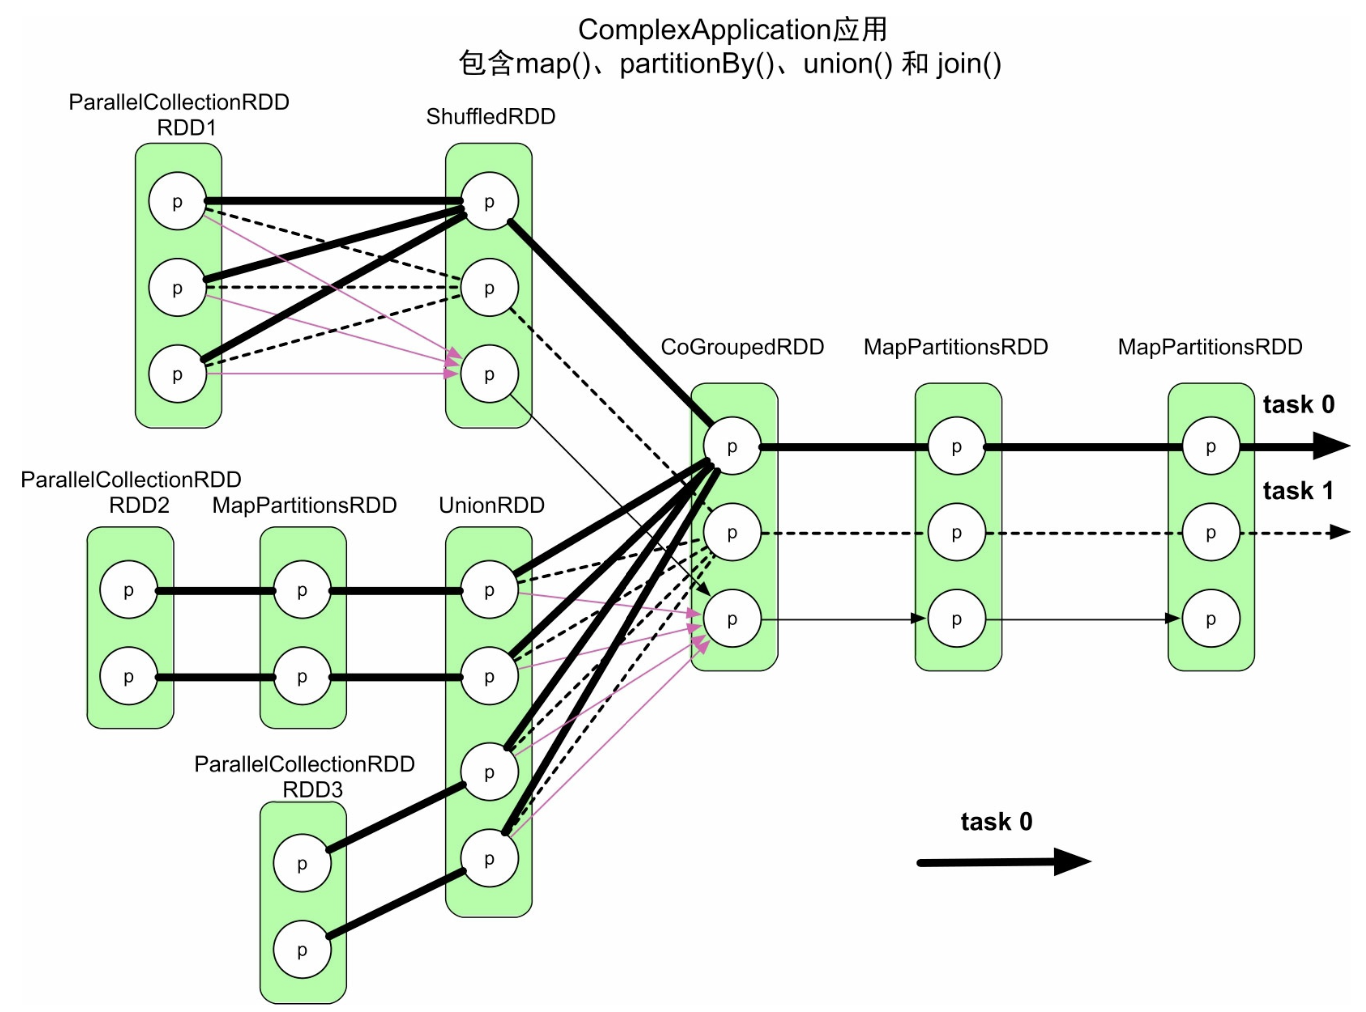 ComplexApplication应用
包含map()、partitionBy()、union() 和 join()
ParallelCollectionRDD
RDD1
ShuffledRDD
p
p
p
p
p
p
CoGroupedRDD
MapPartitionsRDD
MapPartitionsRDD
task 0
p
p
p
task 1
p
p
p
p
p
p
ParallelCollectionRDD
RDD2
MapPartitionsRDD
UnionRDD
p
p
p
p
p
p
ParallelCollectionRDD
RDD3
p
p
p
p
task 0